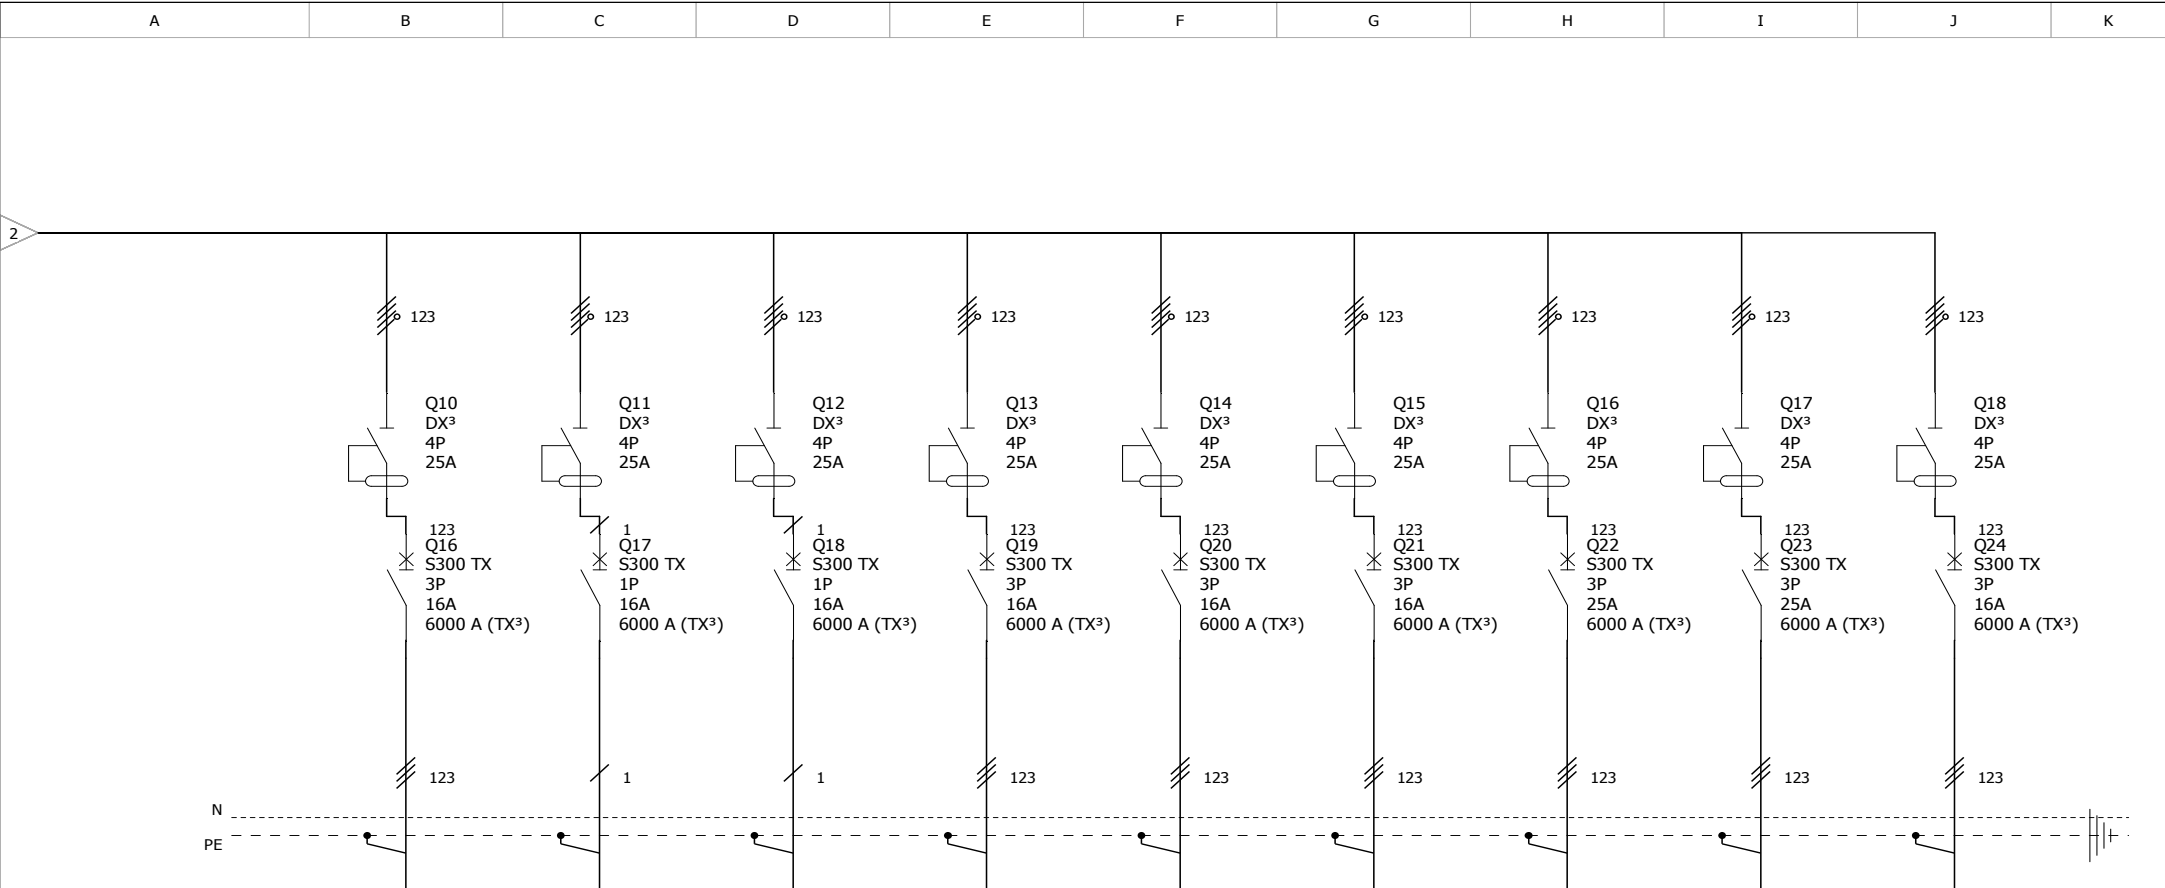 A B C D E F G H I J K
2
123 123 123 123 123 123 123 123 123
Q10 Q11 Q12 Q13 Q14 Q15 Q16 Q17 Q18
DX³ DX³ DX³ DX³ DX³ DX³ DX³ DX³ DX³
4P 4P 4P 4P 4P 4P 4P 4P 4P
25A 25A 25A 25A 25A 25A 25A 25A 25A
123 1 1 123 123 123 123 123 123
Q16 Q17 Q18 Q19 Q20 Q21 Q22 Q23 Q24
S300 TX S300 TX S300 TX S300 TX S300 TX S300 TX S300 TX S300 TX S300 TX
3P 1P 1P 3P 3P 3P 3P 3P 3P
16A 16A 16A 16A 16A 16A 25A 25A 16A
6000 A (TX³) 6000 A (TX³) 6000 A (TX³) 6000 A (TX³) 6000 A (TX³) 6000 A (TX³) 6000 A (TX³) 6000 A (TX³) 6000 A (TX³)
123 1 1 123 123 123 123 123 123
N
PE